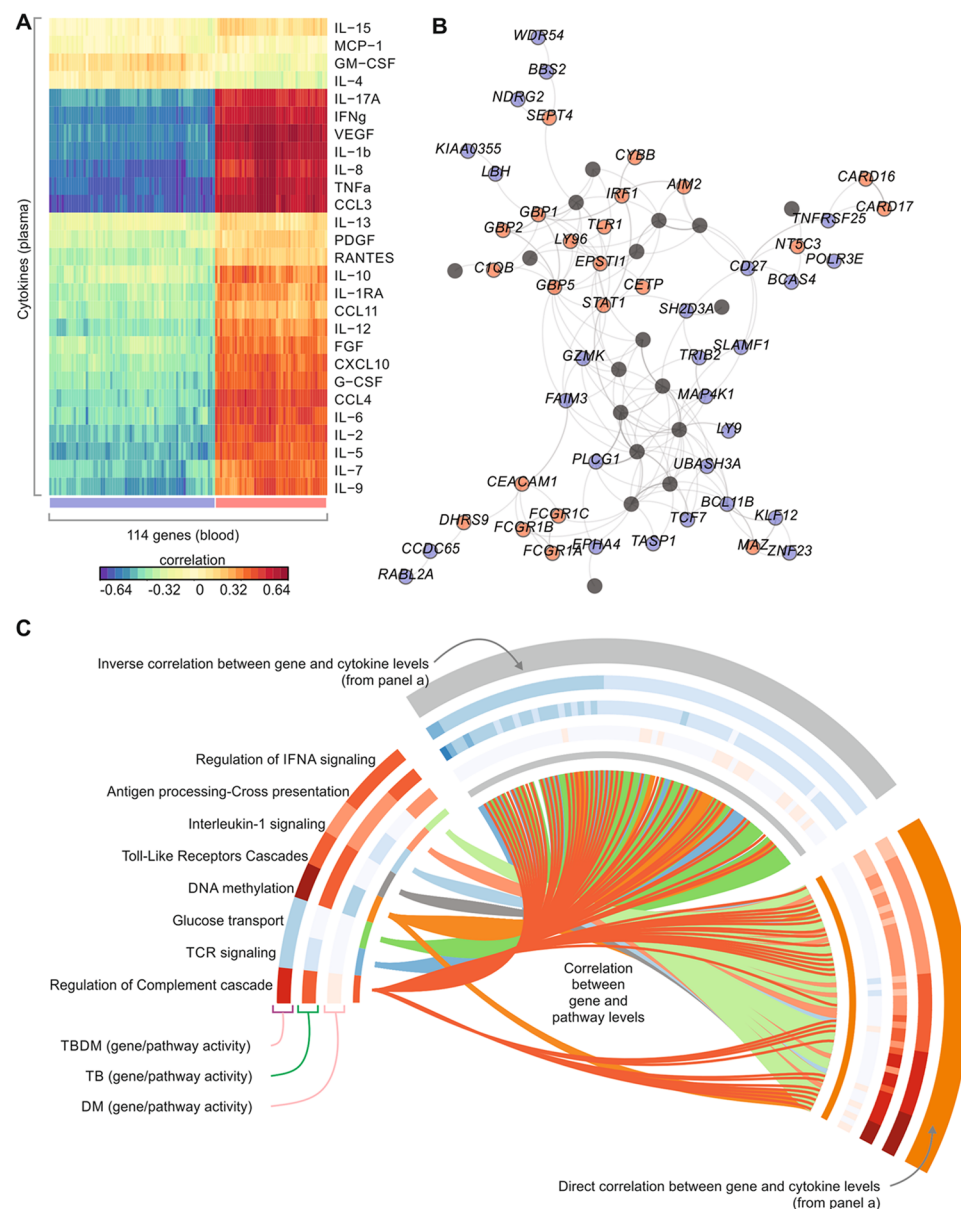 A
IL−15
MCP−1
GM−CSF
IL−4
IL−17A
IFNg
VEGF
IL−1b
IL−8
TNFa
CCL3
IL−13
PDGF
RANTES
IL−10
IL−1RA
CCL11
IL−12
FGF
CXCL10
G−CSF
CCL4
IL−6
IL−2
IL−5
IL−7
IL−9
Cytokines (plasma)
114 genes (blood)
correlation
-0.64 -0.32 0 0.32 0.64
B
WDR54
BBS2
NDRG2
SEPT4
KIAA0355
LBH
CYBB
IRF1
AIM2
CARD16
CARD17
TNFRSF25
NT5C3
POLR3E
CD27
BCAS4
GBP1
GBP2
TLR1
LY96
EPSTI1
C1QB
GBP5
CETP
STAT1
SH2D3A
GZMK
TRIB2
SLAMF1
FAIM3
MAP4K1
LY9
PLCG1
UBASH3A
CEACAM1
BCL11B
FCGR1C
TCF7
KLF12
DHRS9
FCGR1B
CCDC65
FCGR1A
EPHA4
TASP1
MAZ
ZNF23
RABL2A
C
Inverse correlation between gene and cytokine levels
(from panel a)
Regulation of IFNA signaling
Antigen processing-Cross presentation
Interleukin-1 signaling
Toll-Like Receptors Cascades
DNA methylation
Glucose transport
TCR signaling
Regulation of Complement cascade
Correlation
between
gene and
pathway levels
TBDM (gene/pathway activity)
TB (gene/pathway activity)
DM (gene/pathway activity)
Direct correlation between gene and cytokine levels
(from panel a)